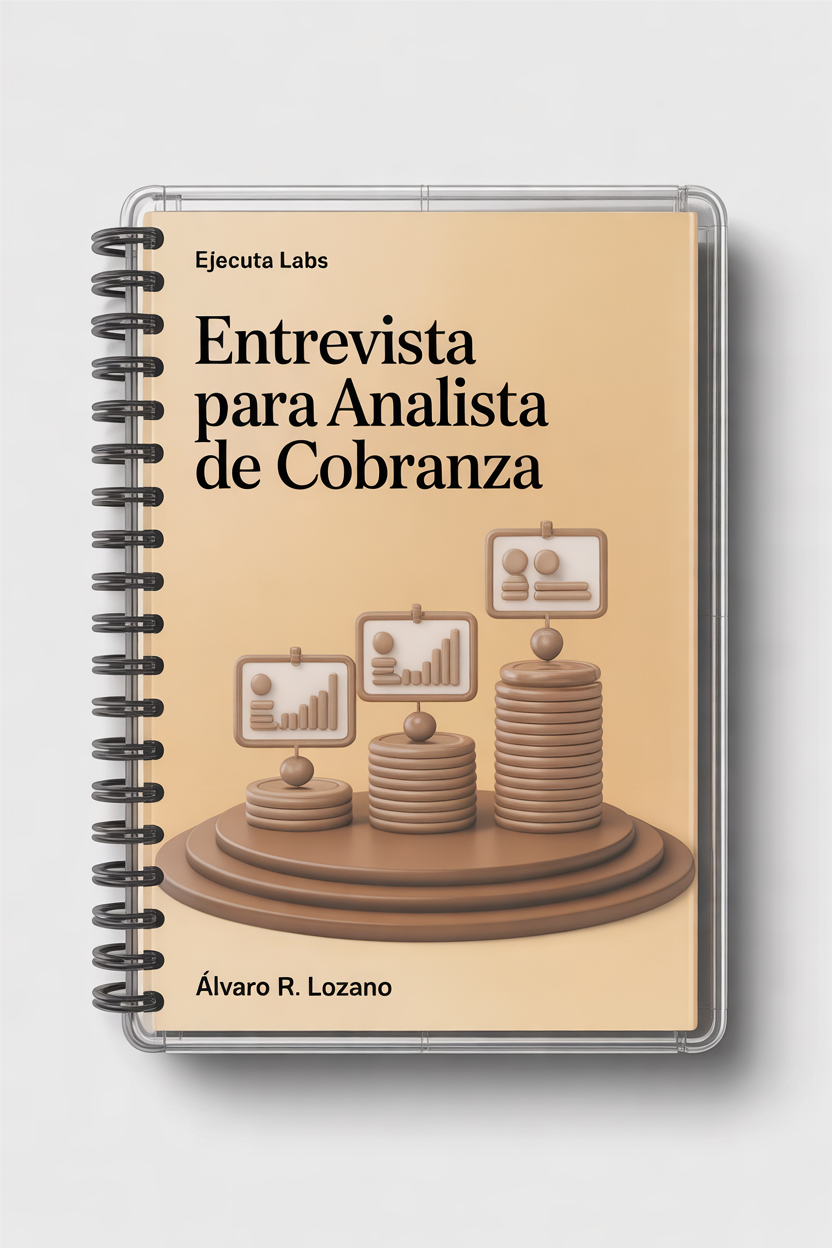 Ejecuta Labs
Entrevista
para Analista
de Cobranza
Álvaro R. Lozano